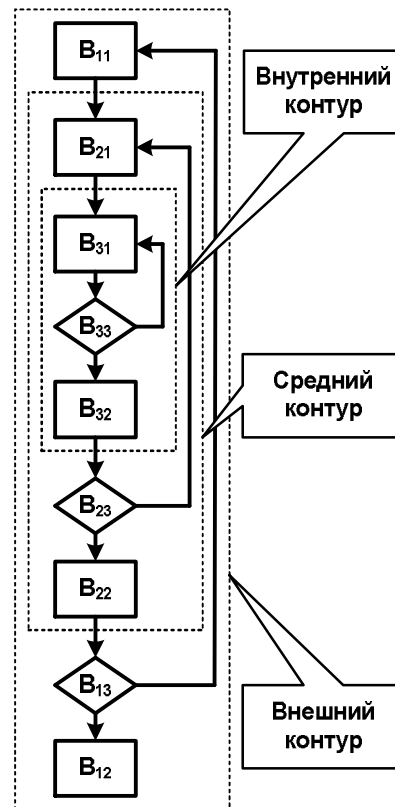 B11
Внутренний
контур
B21
B31
B33
Средний
контур
B32
B23
B22
B13
Внешний
контур
B12